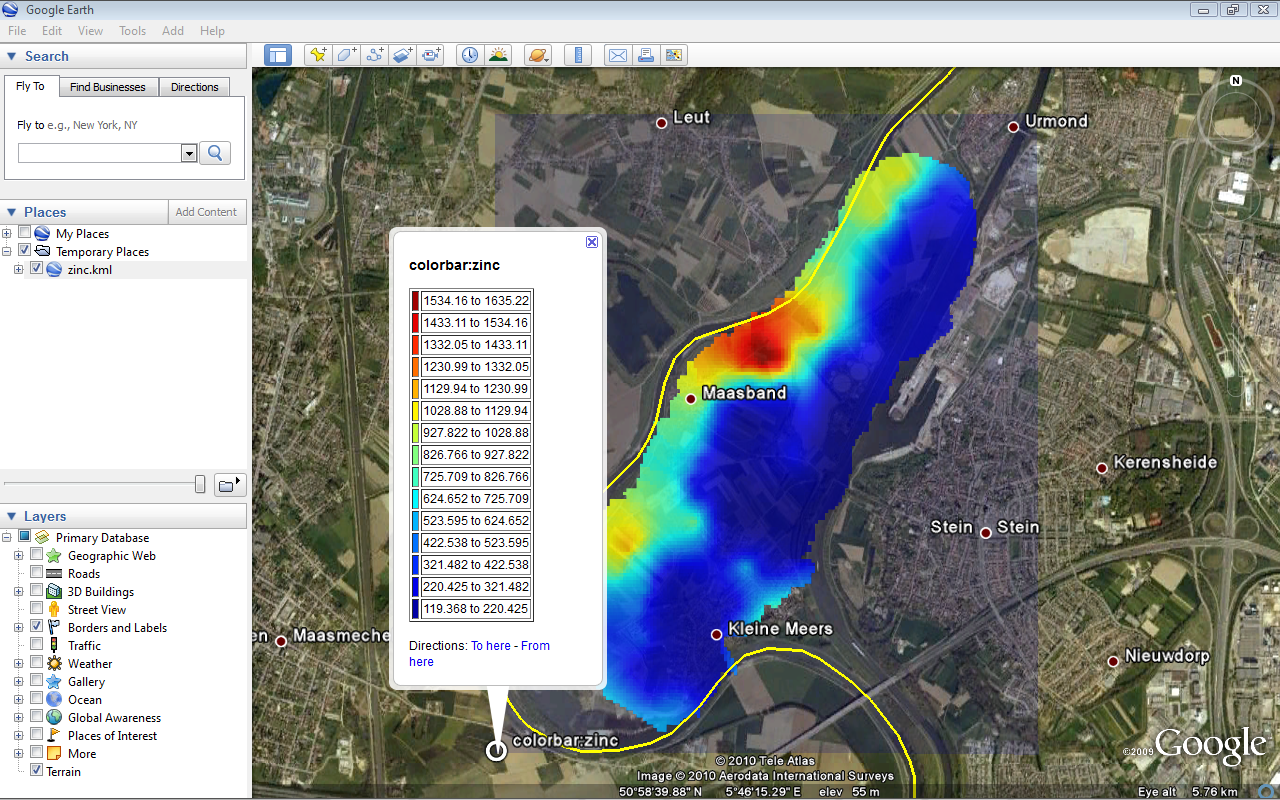 Google Earth
File Edit View Tools Add Help
Search
Fly To Find Businesses Directions
Fly to e.g., New York, NY
Places Add Content
My Places
Temporary Places
zinc.kml
Layers
Primary Database
Geographic Web
Roads
3D Buildings
Street View
Borders and Labels
Traffic
Weather
Gallery
Ocean
Global Awareness
Places of Interest
More
Terrain
N
Leut
Urmond
colorbar:zinc
1534.16 to 1635.22
1433.11 to 1534.16
1332.05 to 1433.11
1230.99 to 1332.05
1129.94 to 1230.99
1028.88 to 1129.94
927.822 to 1028.88
826.766 to 927.822
725.709 to 826.766
624.652 to 725.709
523.595 to 624.652
422.538 to 523.595
321.482 to 422.538
220.425 to 321.482
119.368 to 220.425
Directions: To here - From
here
Maasband
Kerensheide
Stein Stein
en Maasmeche
Kleine Meers
Nieuwdorp
colorbar:zinc
©2009 Google
© 2010 Tele Atlas
Image © 2010 Aerodata International Surveys
50°58'39.88" N 5°46'15.29" E elev 55 m Eye alt 5.76 km